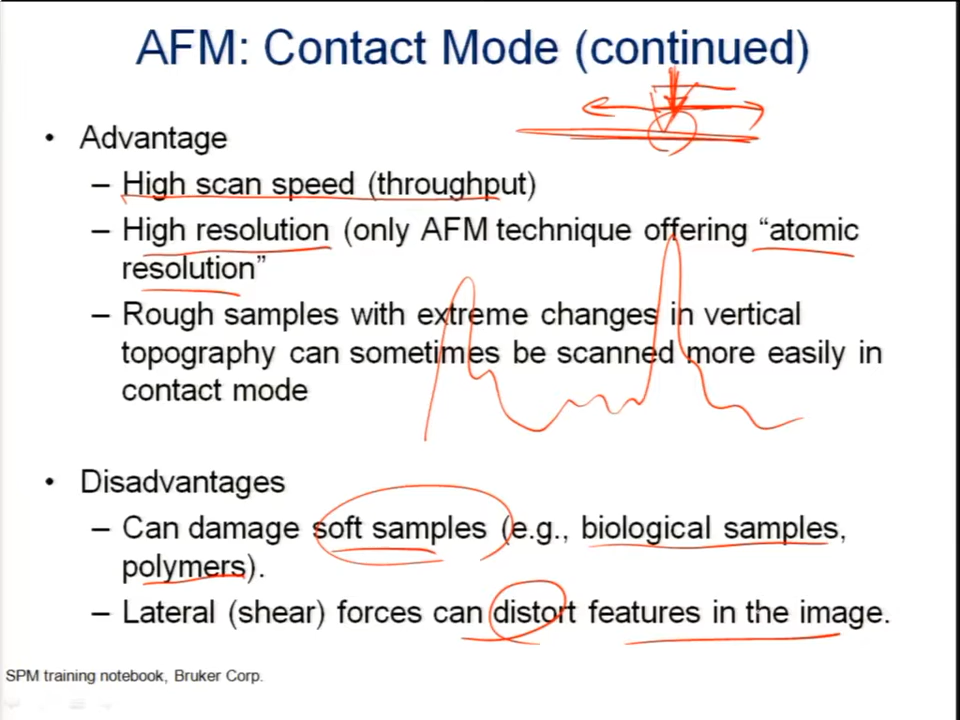 AFM: Contact Mode (continued)
• Advantage
– High scan speed (throughput)
– High resolution (only AFM technique offering “atomic
resolution”
– Rough samples with extreme changes in vertical
topography can sometimes be scanned more easily in
contact mode
• Disadvantages
– Can damage soft samples (e.g., biological samples,
polymers).
– Lateral (shear) forces can distort features in the image.
SPM training notebook, Bruker Corp.